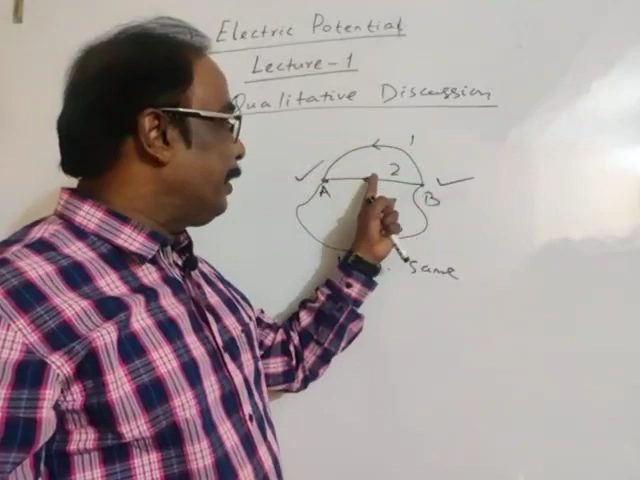 Electric Potential
Lecture-1
Qualitative Discussion
1
2
A
B
Same